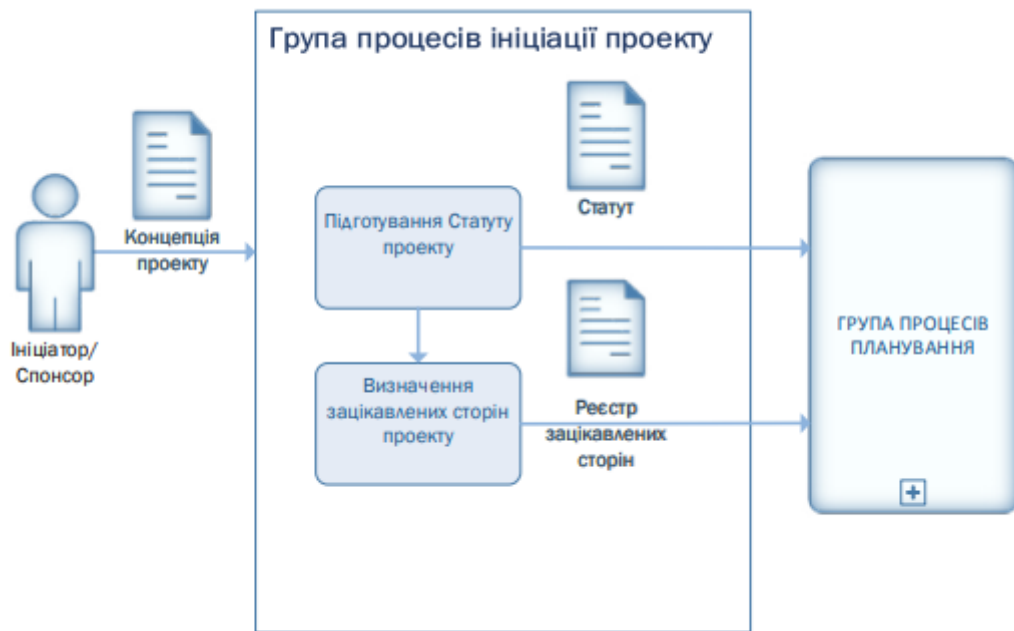 Група процесів ініціації проекту
Концепція
проекту
Ініціатор/
Спонсор
Підготування Статуту
проекту
Статут
Визначення
зацікавлених сторін
проекту
Реєстр
зацікавлених
сторін
ГРУПА ПРОЦЕСІВ
ПЛАНУВАННЯ